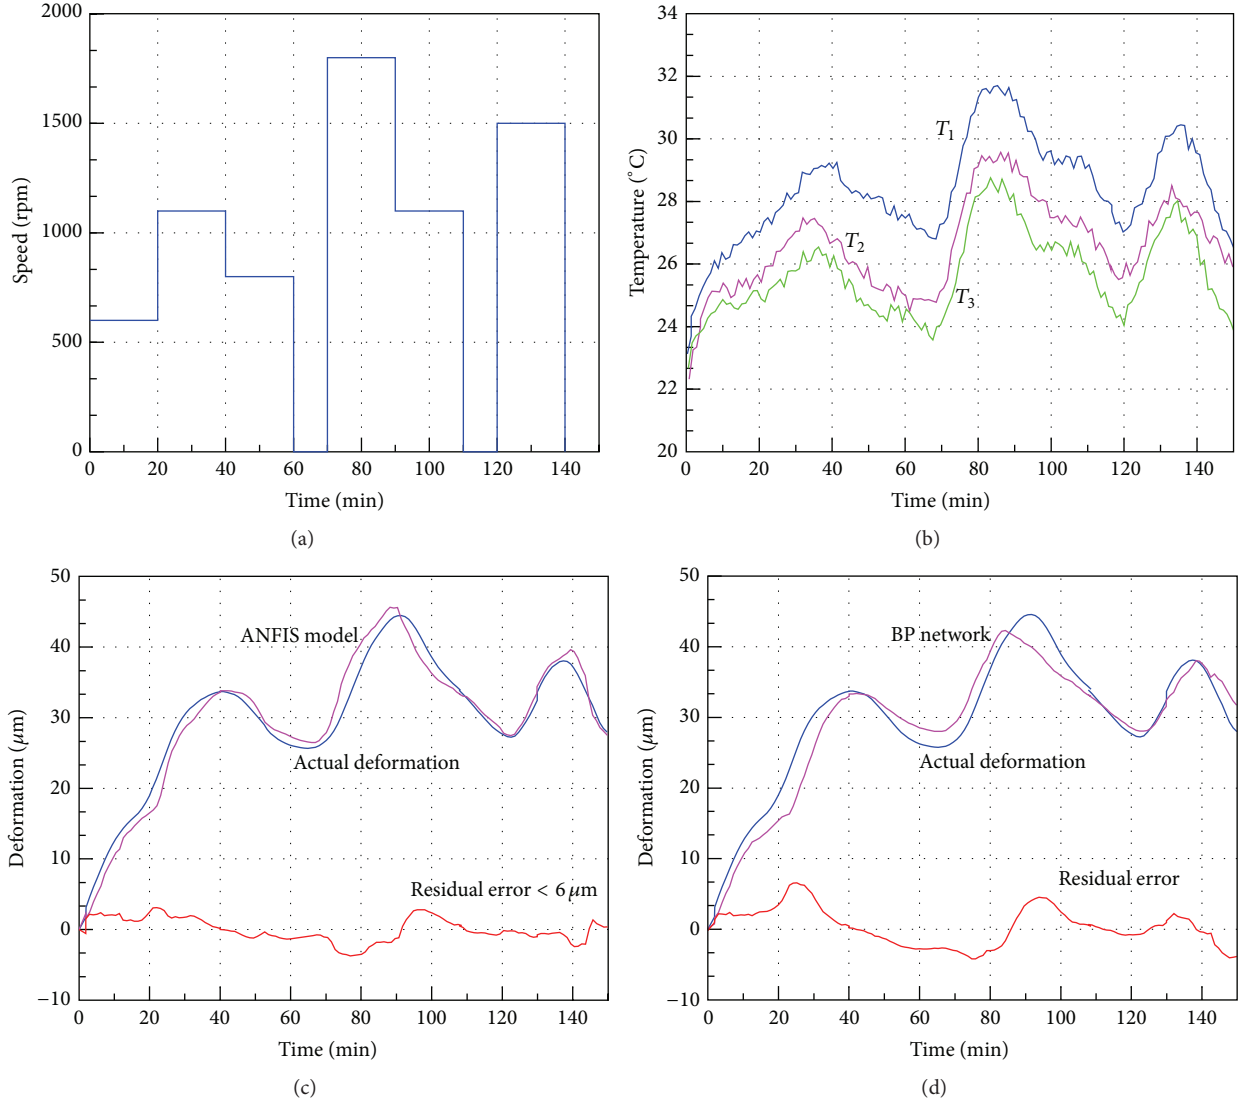 2000
1500
1000
500
0
Speed (rpm)
0 20 40 60 80 100 120 140
Time (min)
(a)
34
32
30
28
26
24
22
20
Temperature (°C)
T1
T2
T3
0 20 40 60 80 100 120 140
Time (min)
(b)
50
40
30
20
10
0
−10
Deformation (μm)
ANFIS model
Actual deformation
Residual error < 6 μm
0 20 40 60 80 100 120 140
Time (min)
(c)
50
40
30
20
10
0
−10
Deformation (μm)
BP network
Actual deformation
Residual error
0 20 40 60 80 100 120 140
Time (min)
(d)